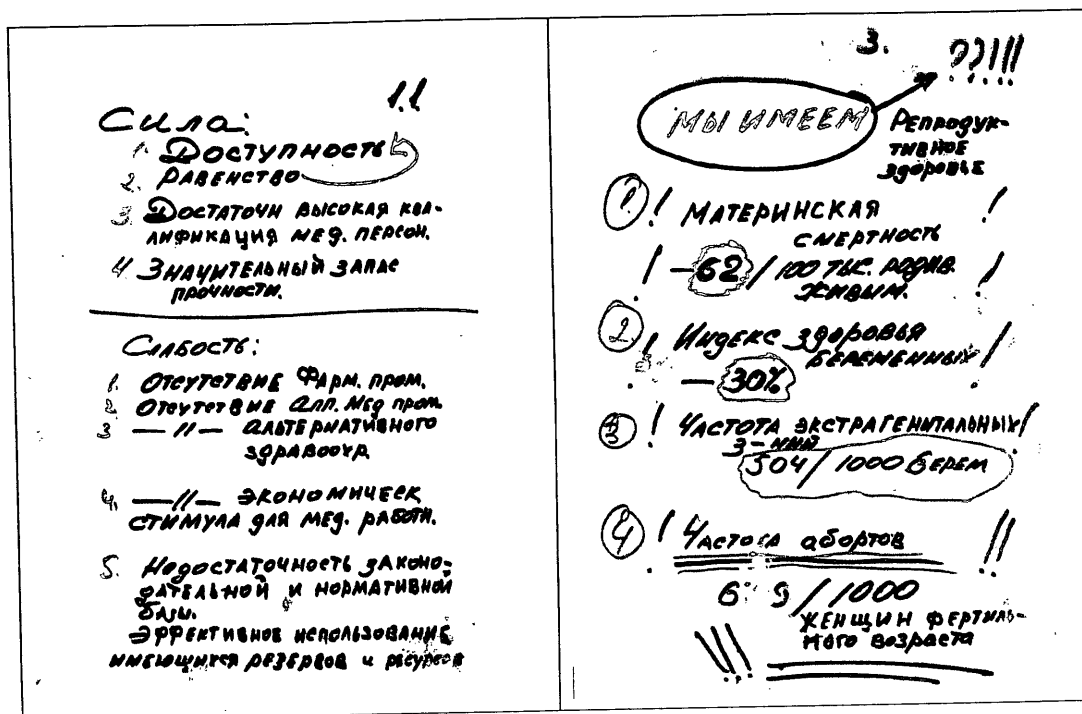 1.1
Сила:
1. Доступность
2. Равенство
3. Достаточн высокая ква-
лификация мед. персон.
4. Значительный запас
прочности.
Слабость:
1. Отсутствие Фарм. пром.
2. Отсутствие Апп. мед пром.
3 — // — альтернативного
здравоохр
4. — // — экономическ
стимула для мед. работн.
5. Недостаточность законо-
дательной и нормативной
базы.
Эффективное использование
имеющихся резервов и ресурсов
3.
??!!!
МЫ ИМЕЕМ
Репродук-
тивное
здоровье
1. ! Материнская !
смертность
! — 62 / 100 тыс. родив. !
живым.
2. ! Индекс здоровья
беременных !
— 30%
3 ! Частота экстрагенитальных !
з-ний
504 / 1000 берем
4 ! Частота абортов !!
/ 1000
женщин фертиль-
ного возраста
!!!